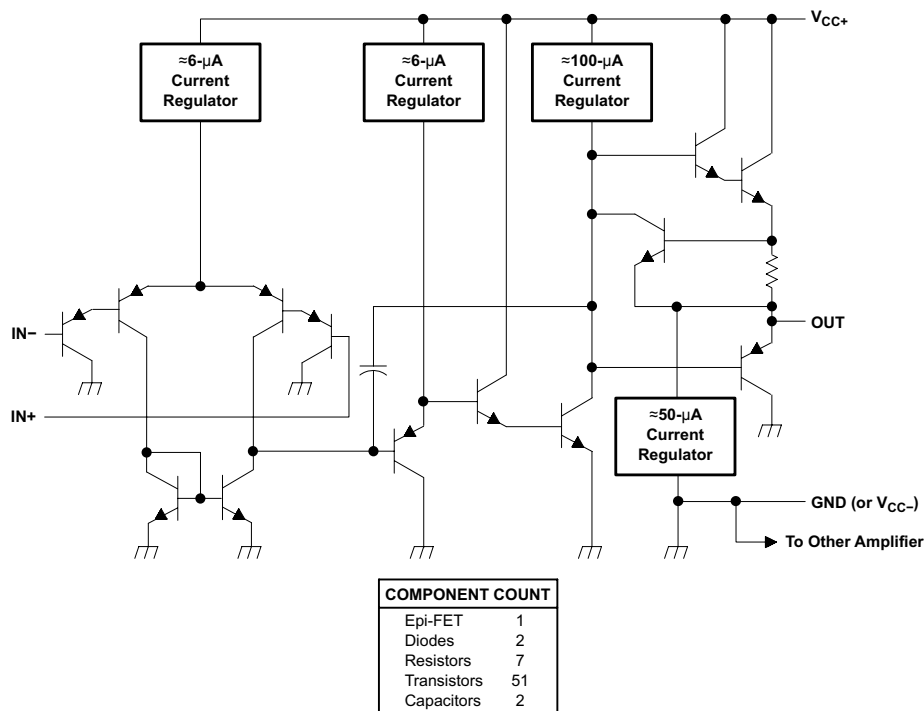 V_CC+
≈6-µA
Current
Regulator
≈6-µA
Current
Regulator
≈100-µA
Current
Regulator
IN−
IN+
OUT
≈50-µA
Current
Regulator
GND (or V_CC−)
To Other Amplifier
COMPONENT COUNT
Epi-FET 1
Diodes 2
Resistors 7
Transistors 51
Capacitors 2